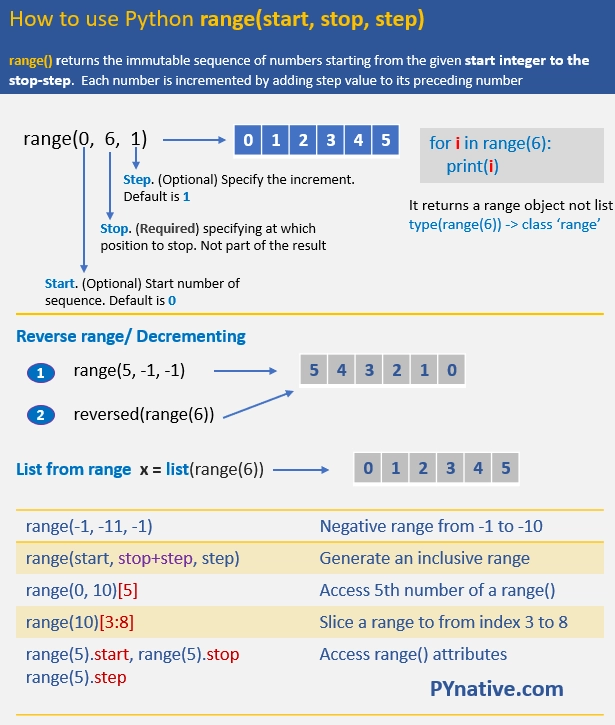 How to use Python range(start, stop, step)
range() returns the immutable sequence of numbers starting from the given start integer to the
stop-step. Each number is incremented by adding step value to its preceding number
range(0, 6, 1)
0 1 2 3 4 5
for i in range(6):
print(i)
Step. (Optional) Specify the increment.
Default is 1
It returns a range object not list
type(range(6)) -> class ‘range’
Stop. (Required) specifying at which
position to stop. Not part of the result
Start. (Optional) Start number of
sequence. Default is 0
Reverse range/ Decrementing
1 range(5, -1, -1)
5 4 3 2 1 0
2 reversed(range(6))
List from range x = list(range(6))
0 1 2 3 4 5
range(-1, -11, -1) Negative range from -1 to -10
range(start, stop+step, step) Generate an inclusive range
range(0, 10)[5] Access 5th number of a range()
range(10)[3:8] Slice a range to from index 3 to 8
range(5).start, range(5).stop Access range() attributes
range(5).step
PYnative.com